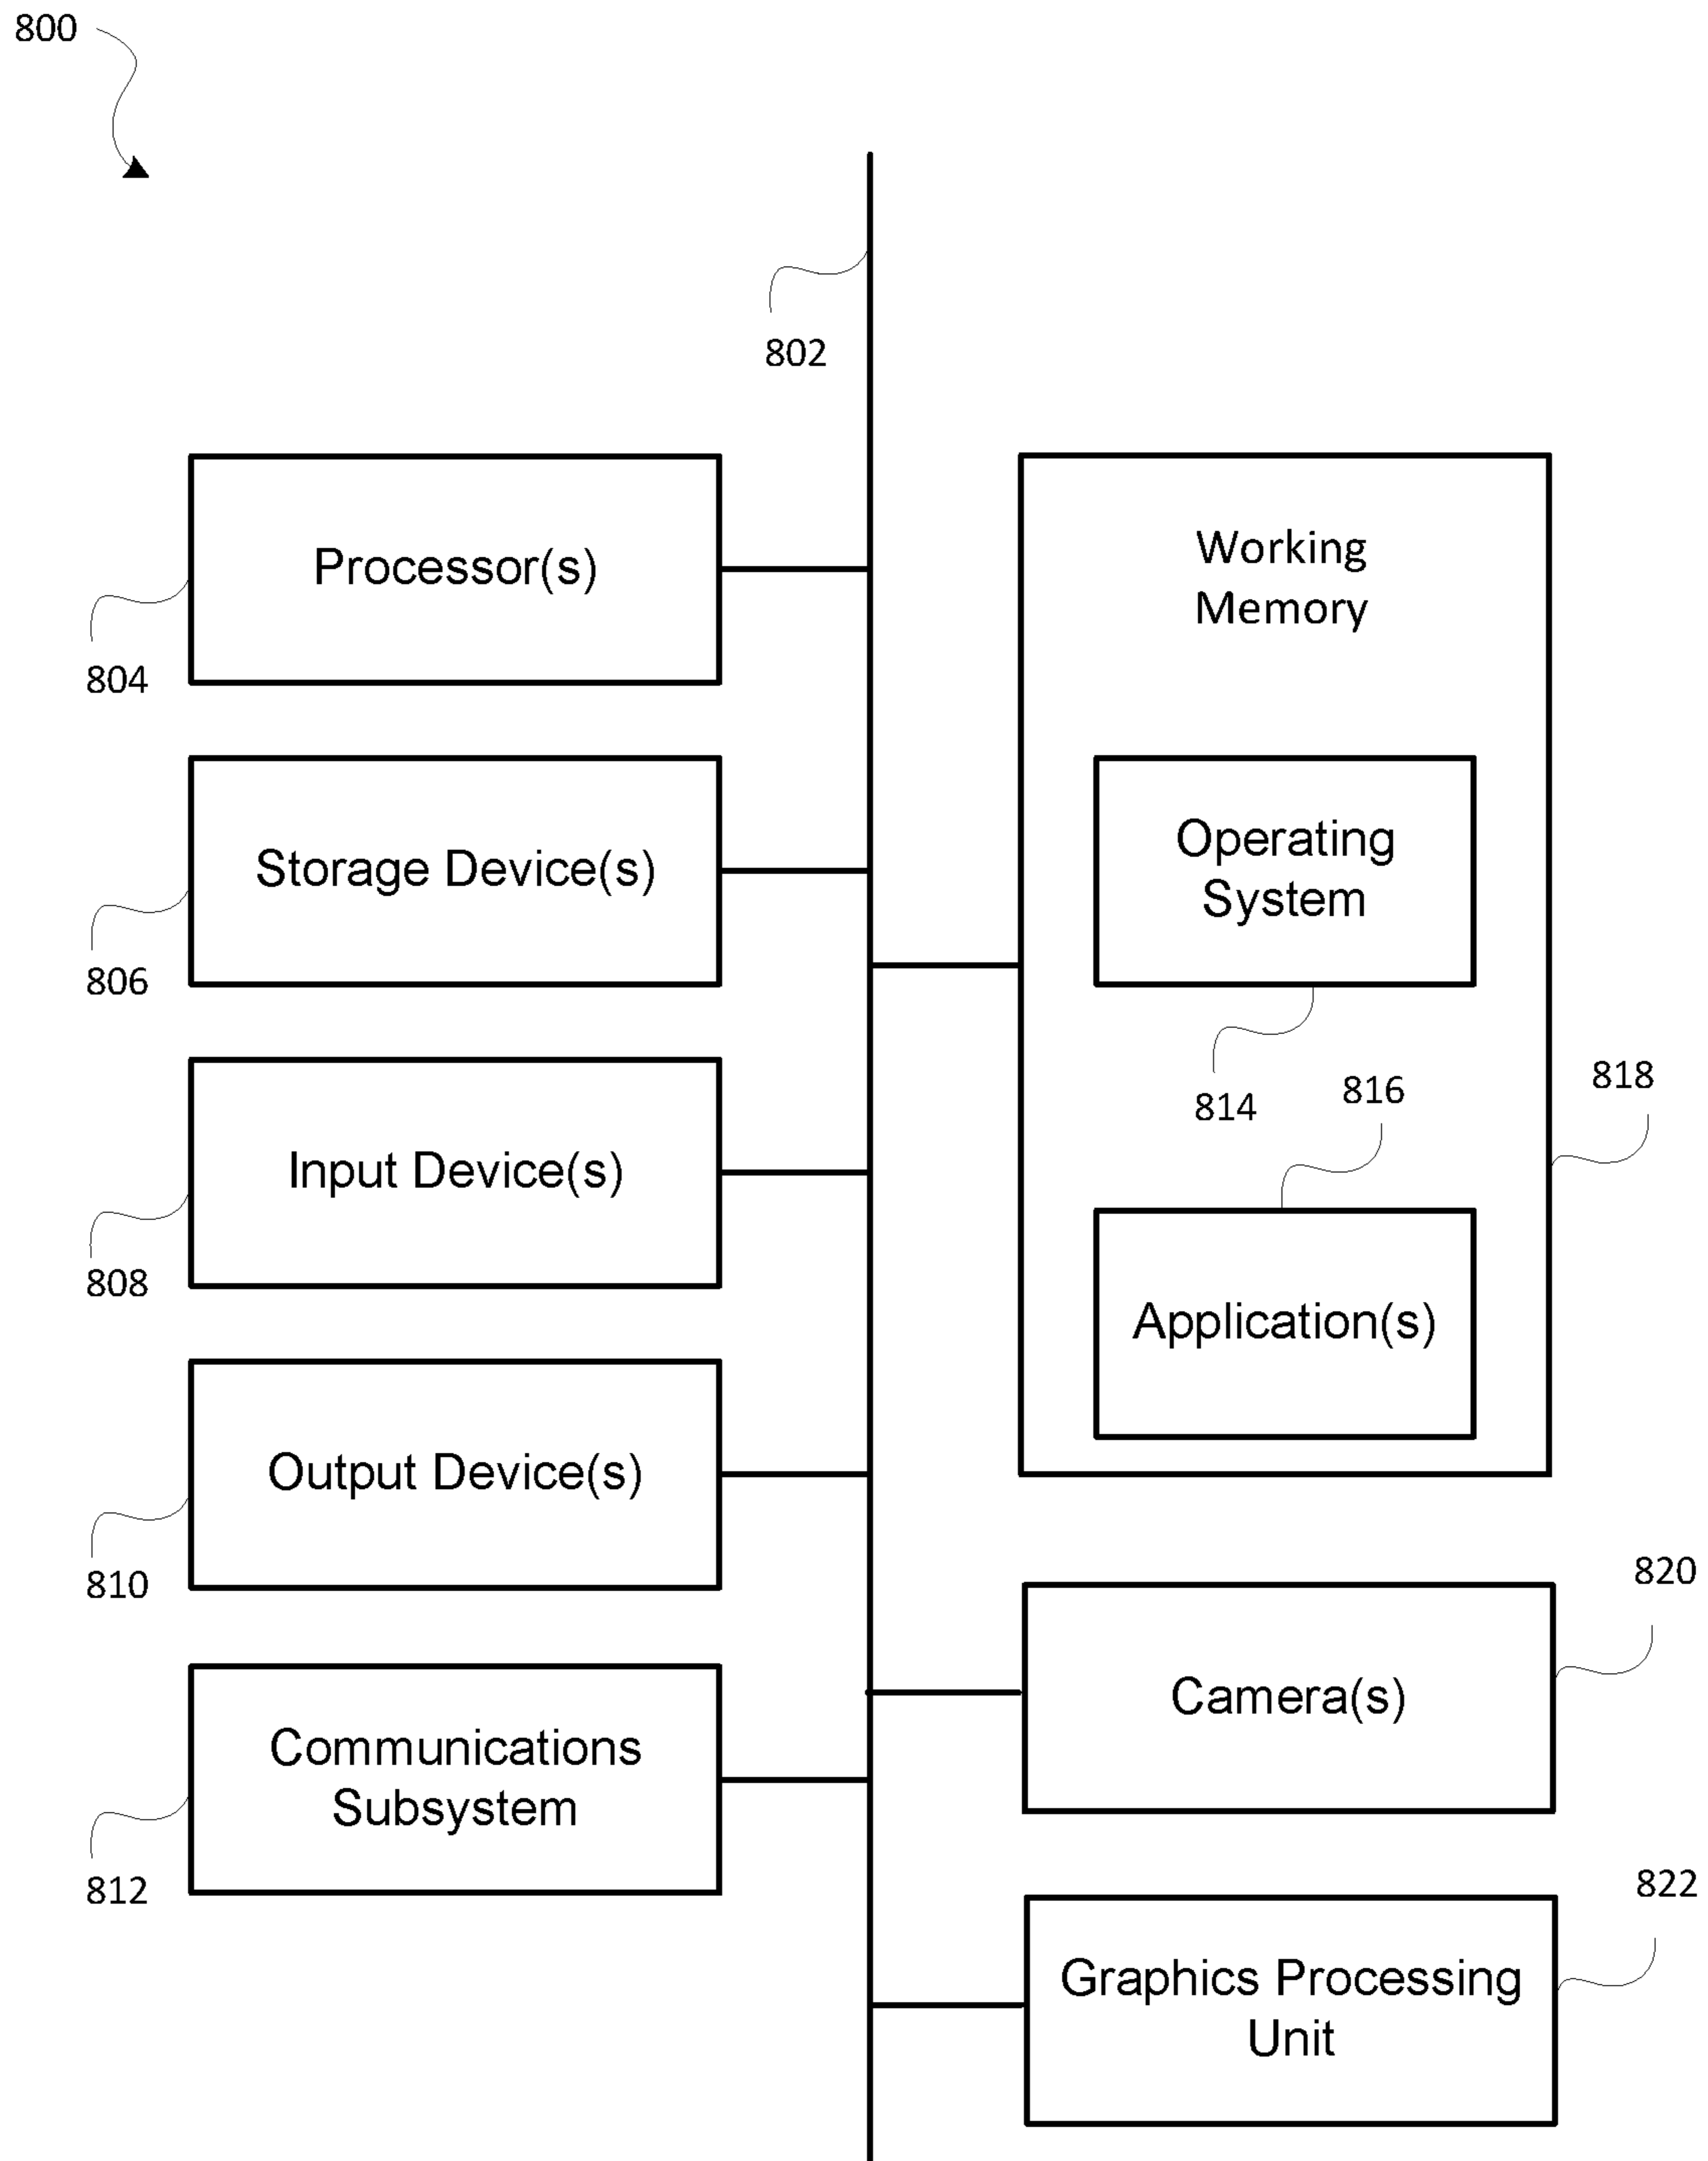 800
802
Processor(s)
804
Storage Device(s)
806
Input Device(s)
808
Output Device(s)
810
Communications
Subsystem
812
Working
Memory
Operating
System
814
816
818
Application(s)
820
Camera(s)
822
Graphics Processing
Unit